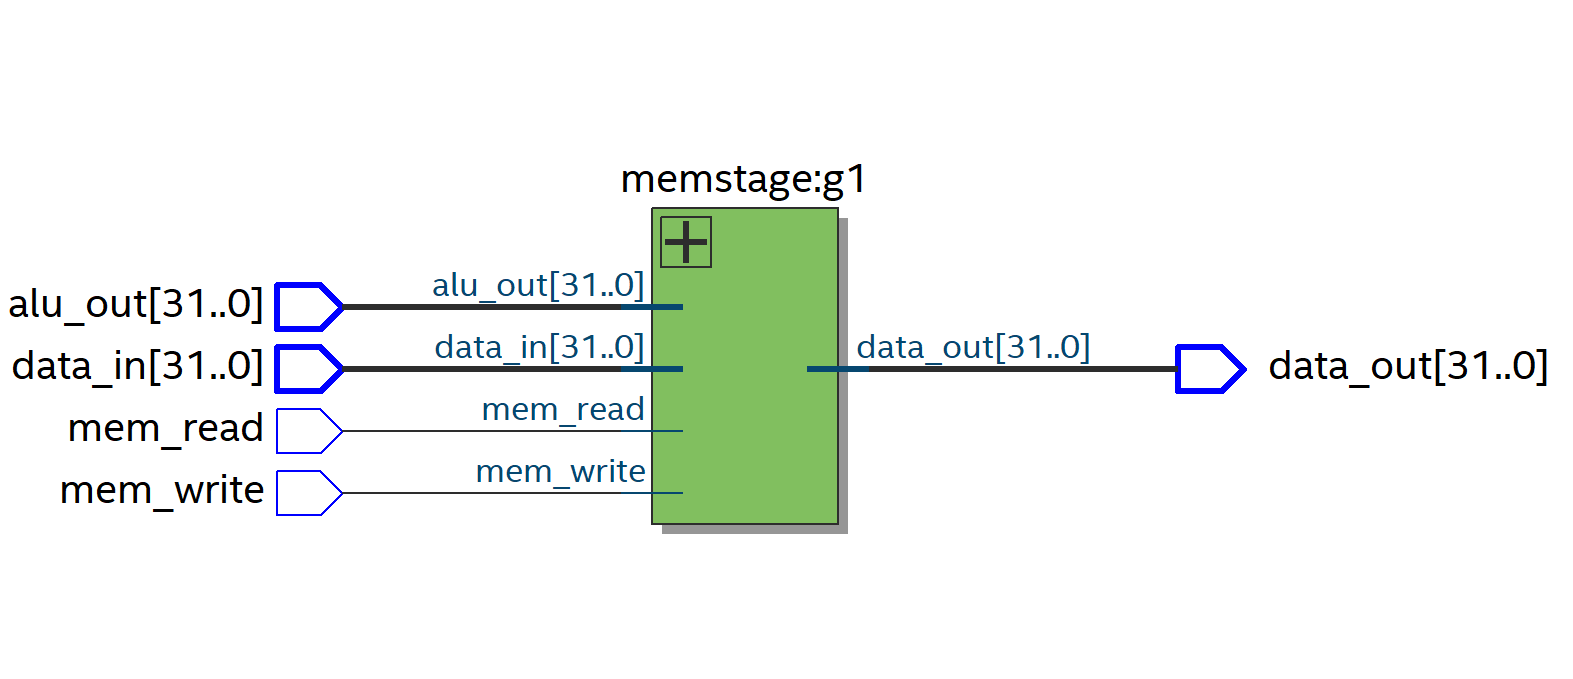 memstage:g1
alu_out[31..0] alu_out[31..0]
data_in[31..0] data_in[31..0] data_out[31..0] data_out[31..0]
mem_read mem_read
mem_write mem_write